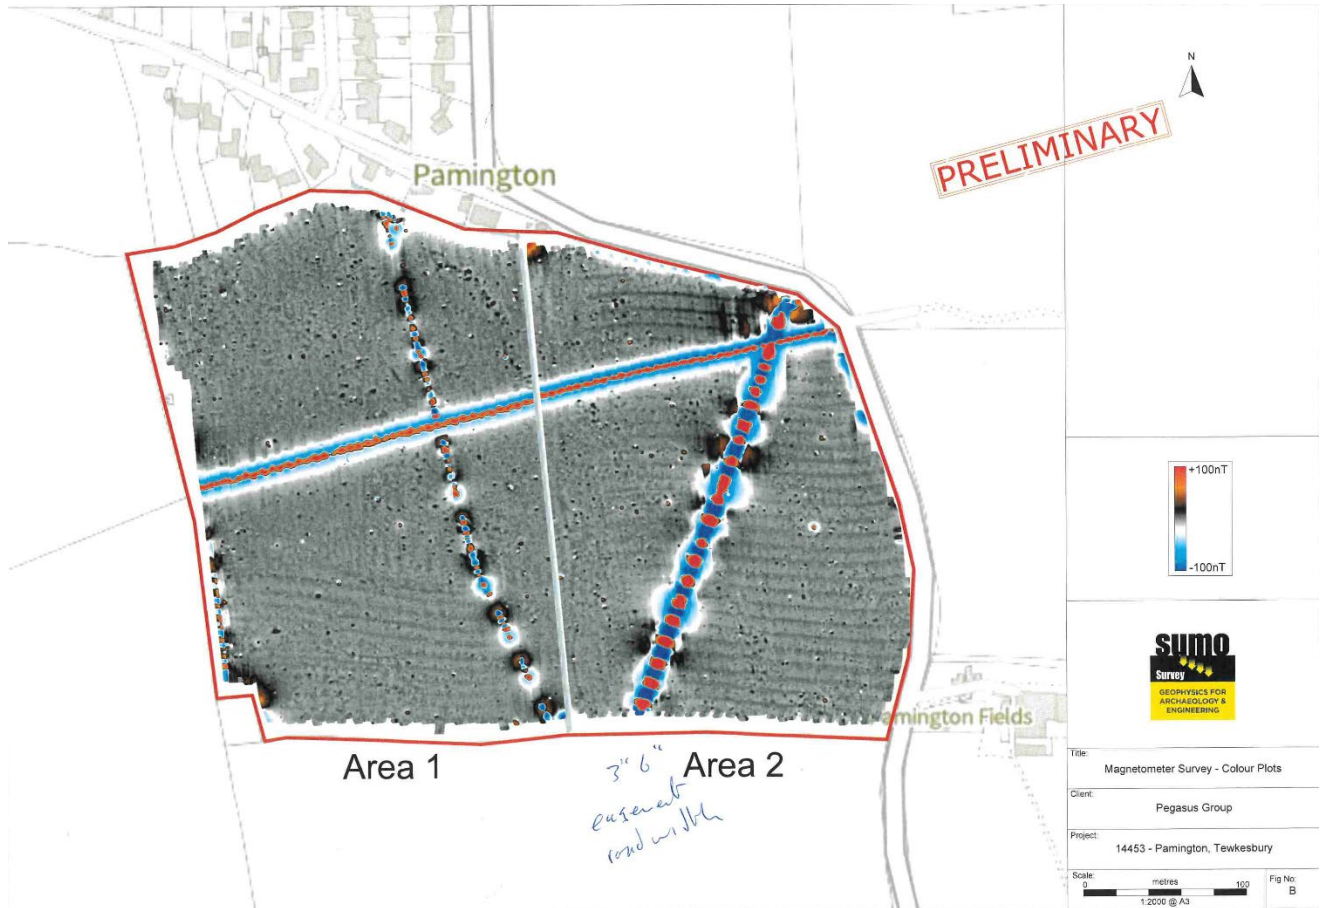 N
PRELIMINARY
Pamington
+100nT
-100nT
sumo
Survey
GEOPHYSICS FOR
ARCHAEOLOGY &
ENGINEERING
amington Fields
Area 1
Area 2
3" 6"
easement
road width
Title:
Magnetometer Survey - Colour Plots
Client:
Pegasus Group
Project:
14453 - Pamington, Tewkesbury
Scale:
0 metres 100
1:2000 @ A3
Fig No:
B